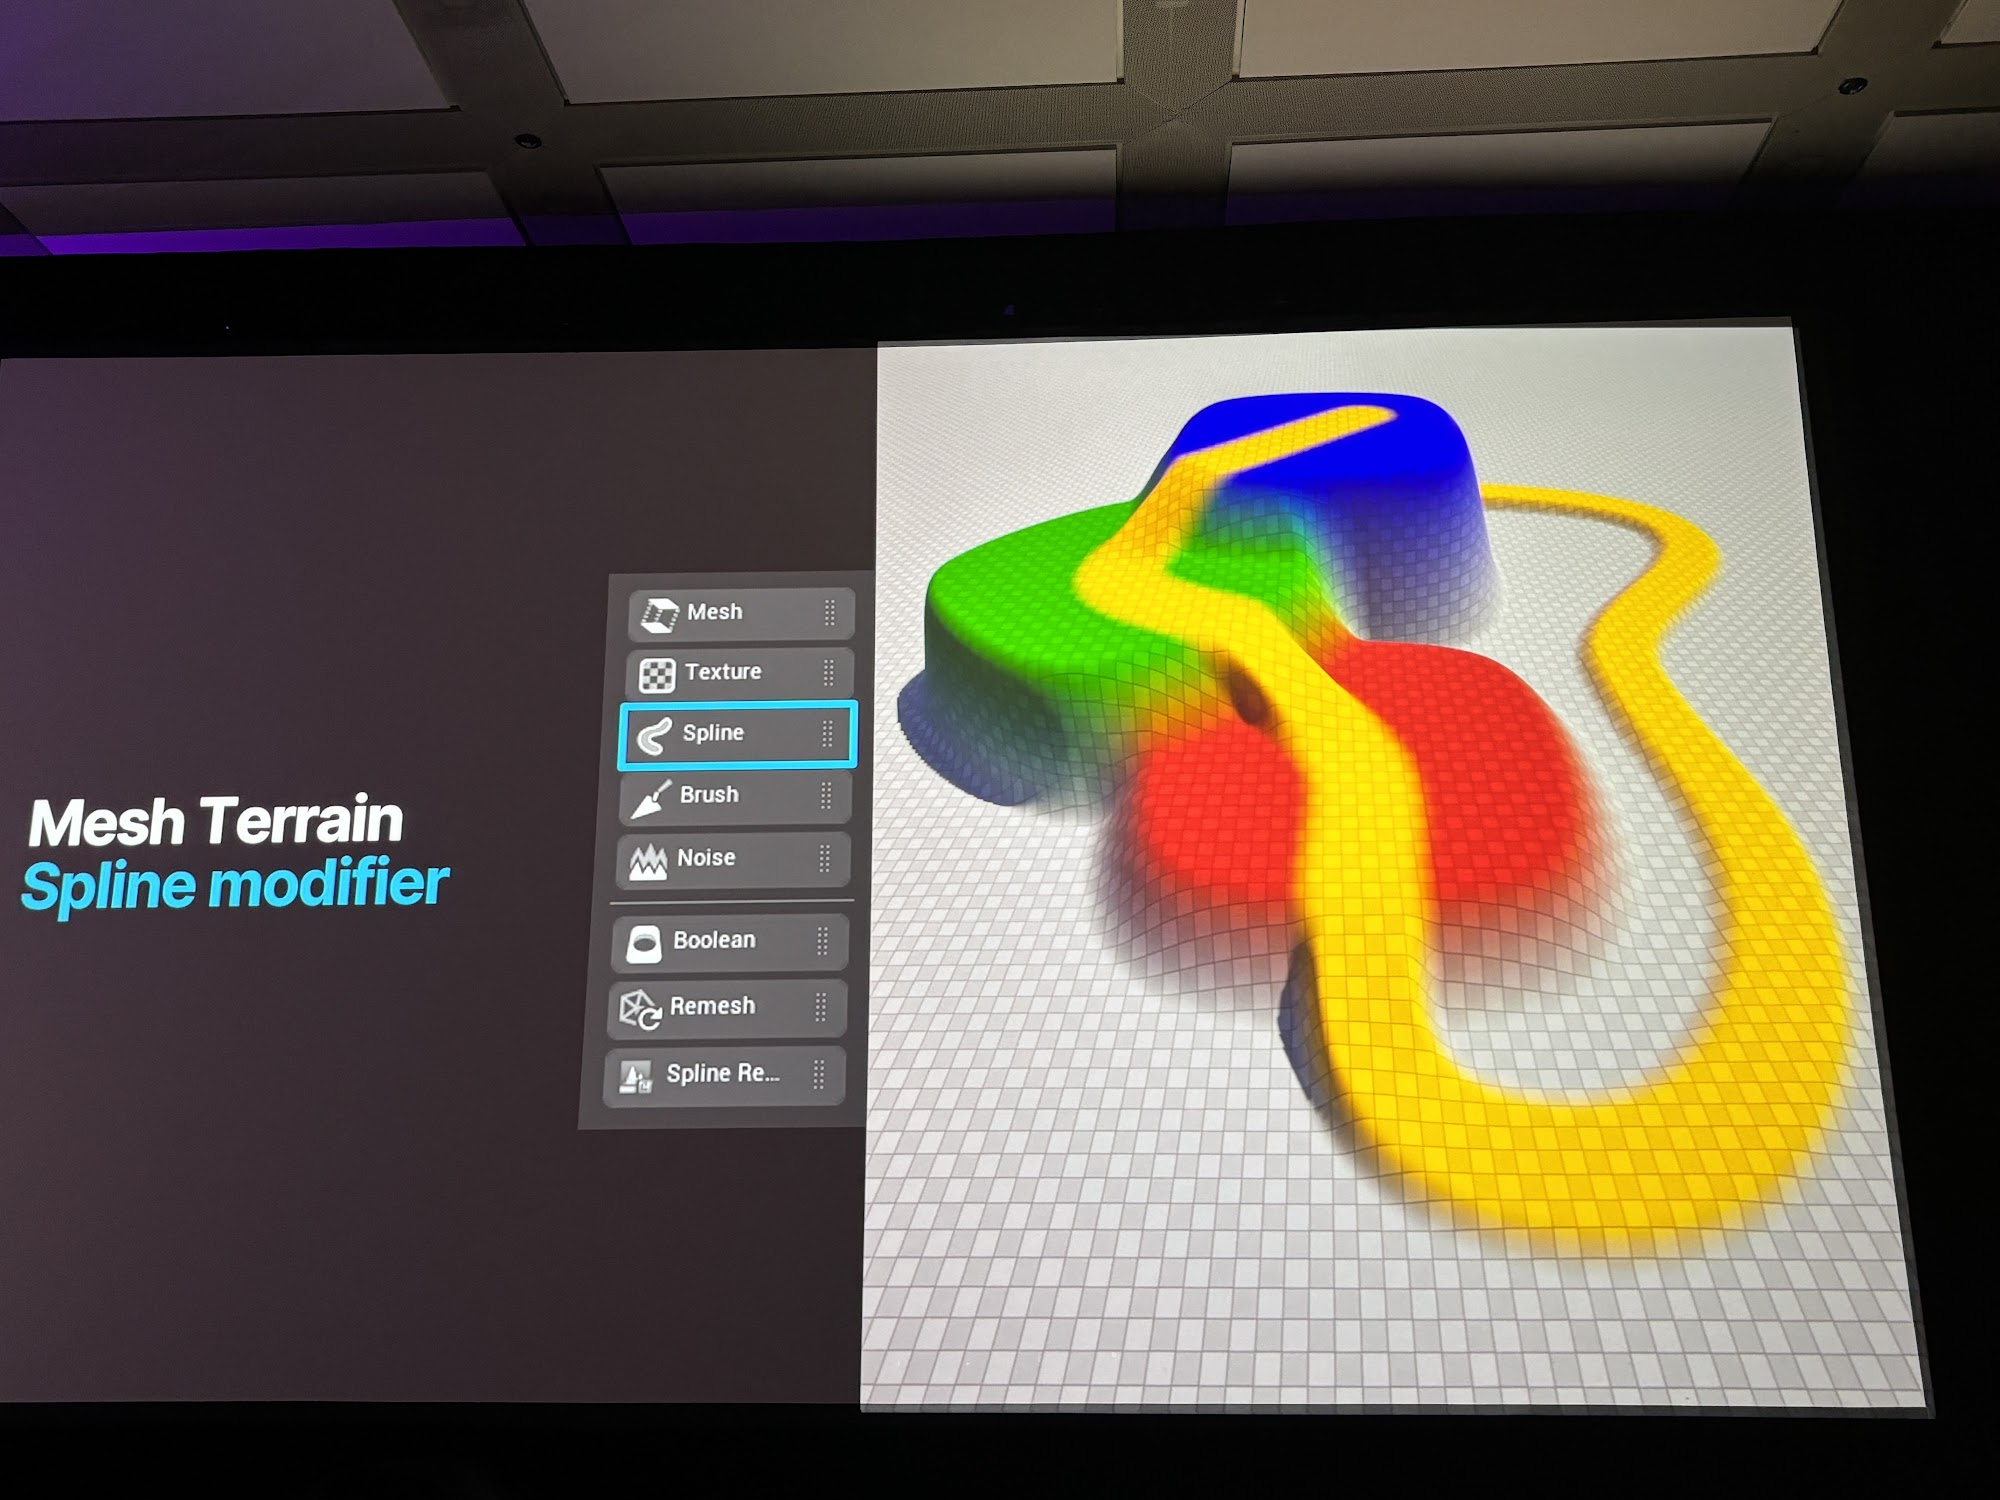 Mesh Terrain
Spline modifier
Mesh
Texture
Spline
Brush
Noise
Boolean
Remesh
Spline Re...